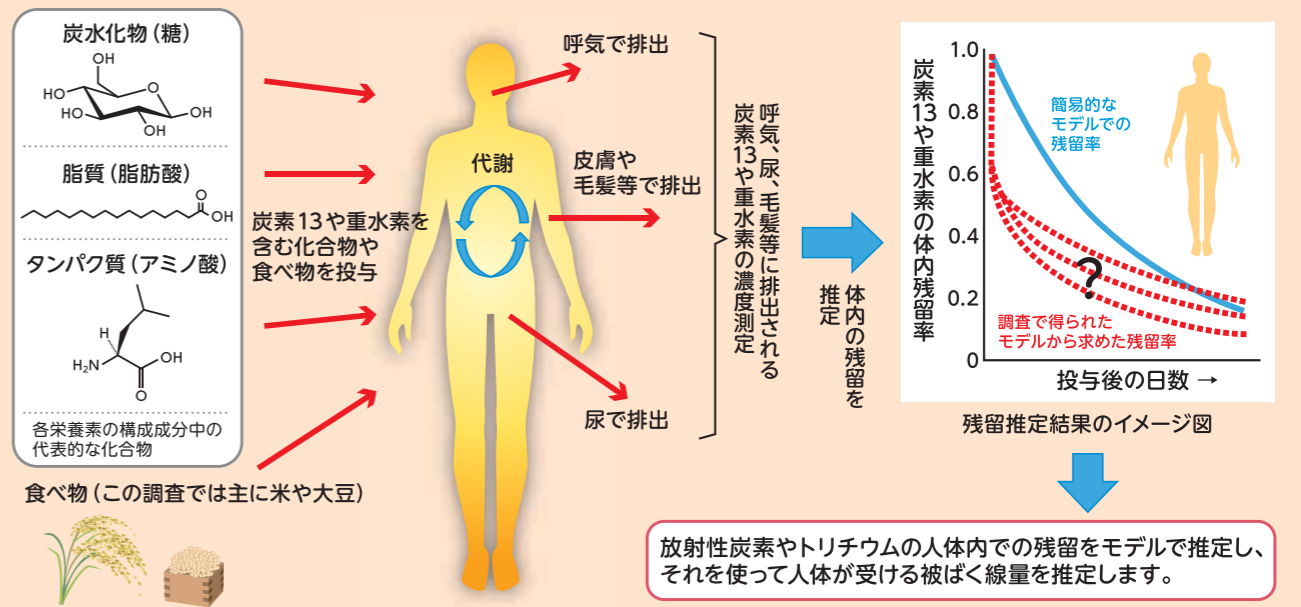 炭水化物（糖）
OH
HO
O
HO
OH
OH
脂質（脂肪酸）
O
OH
タンパク質（アミノ酸）
H
H₂N
OH
O
各栄養素の構成成分中の
代表的な化合物
食べ物（この調査では主に米や大豆）
炭素13や重水素を
含む化合物や
食べ物を投与
代謝
呼気で排出
皮膚や
毛髪等で排出
尿で排出
呼気、尿、毛髪等に排出される
炭素13や重水素の濃度測定
体内の残留を
推定
炭素13や重水素の体内残留率
1.0
0.8
0.6
0.4
0.2
0
簡易的な
モデルでの
残留率
?
調査で得られた
モデルから求めた残留率
投与後の日数 →
残留推定結果のイメージ図
放射性炭素やトリチウムの人体内での残留をモデルで推定し、
それを使って人体が受ける被ばく線量を推定します。